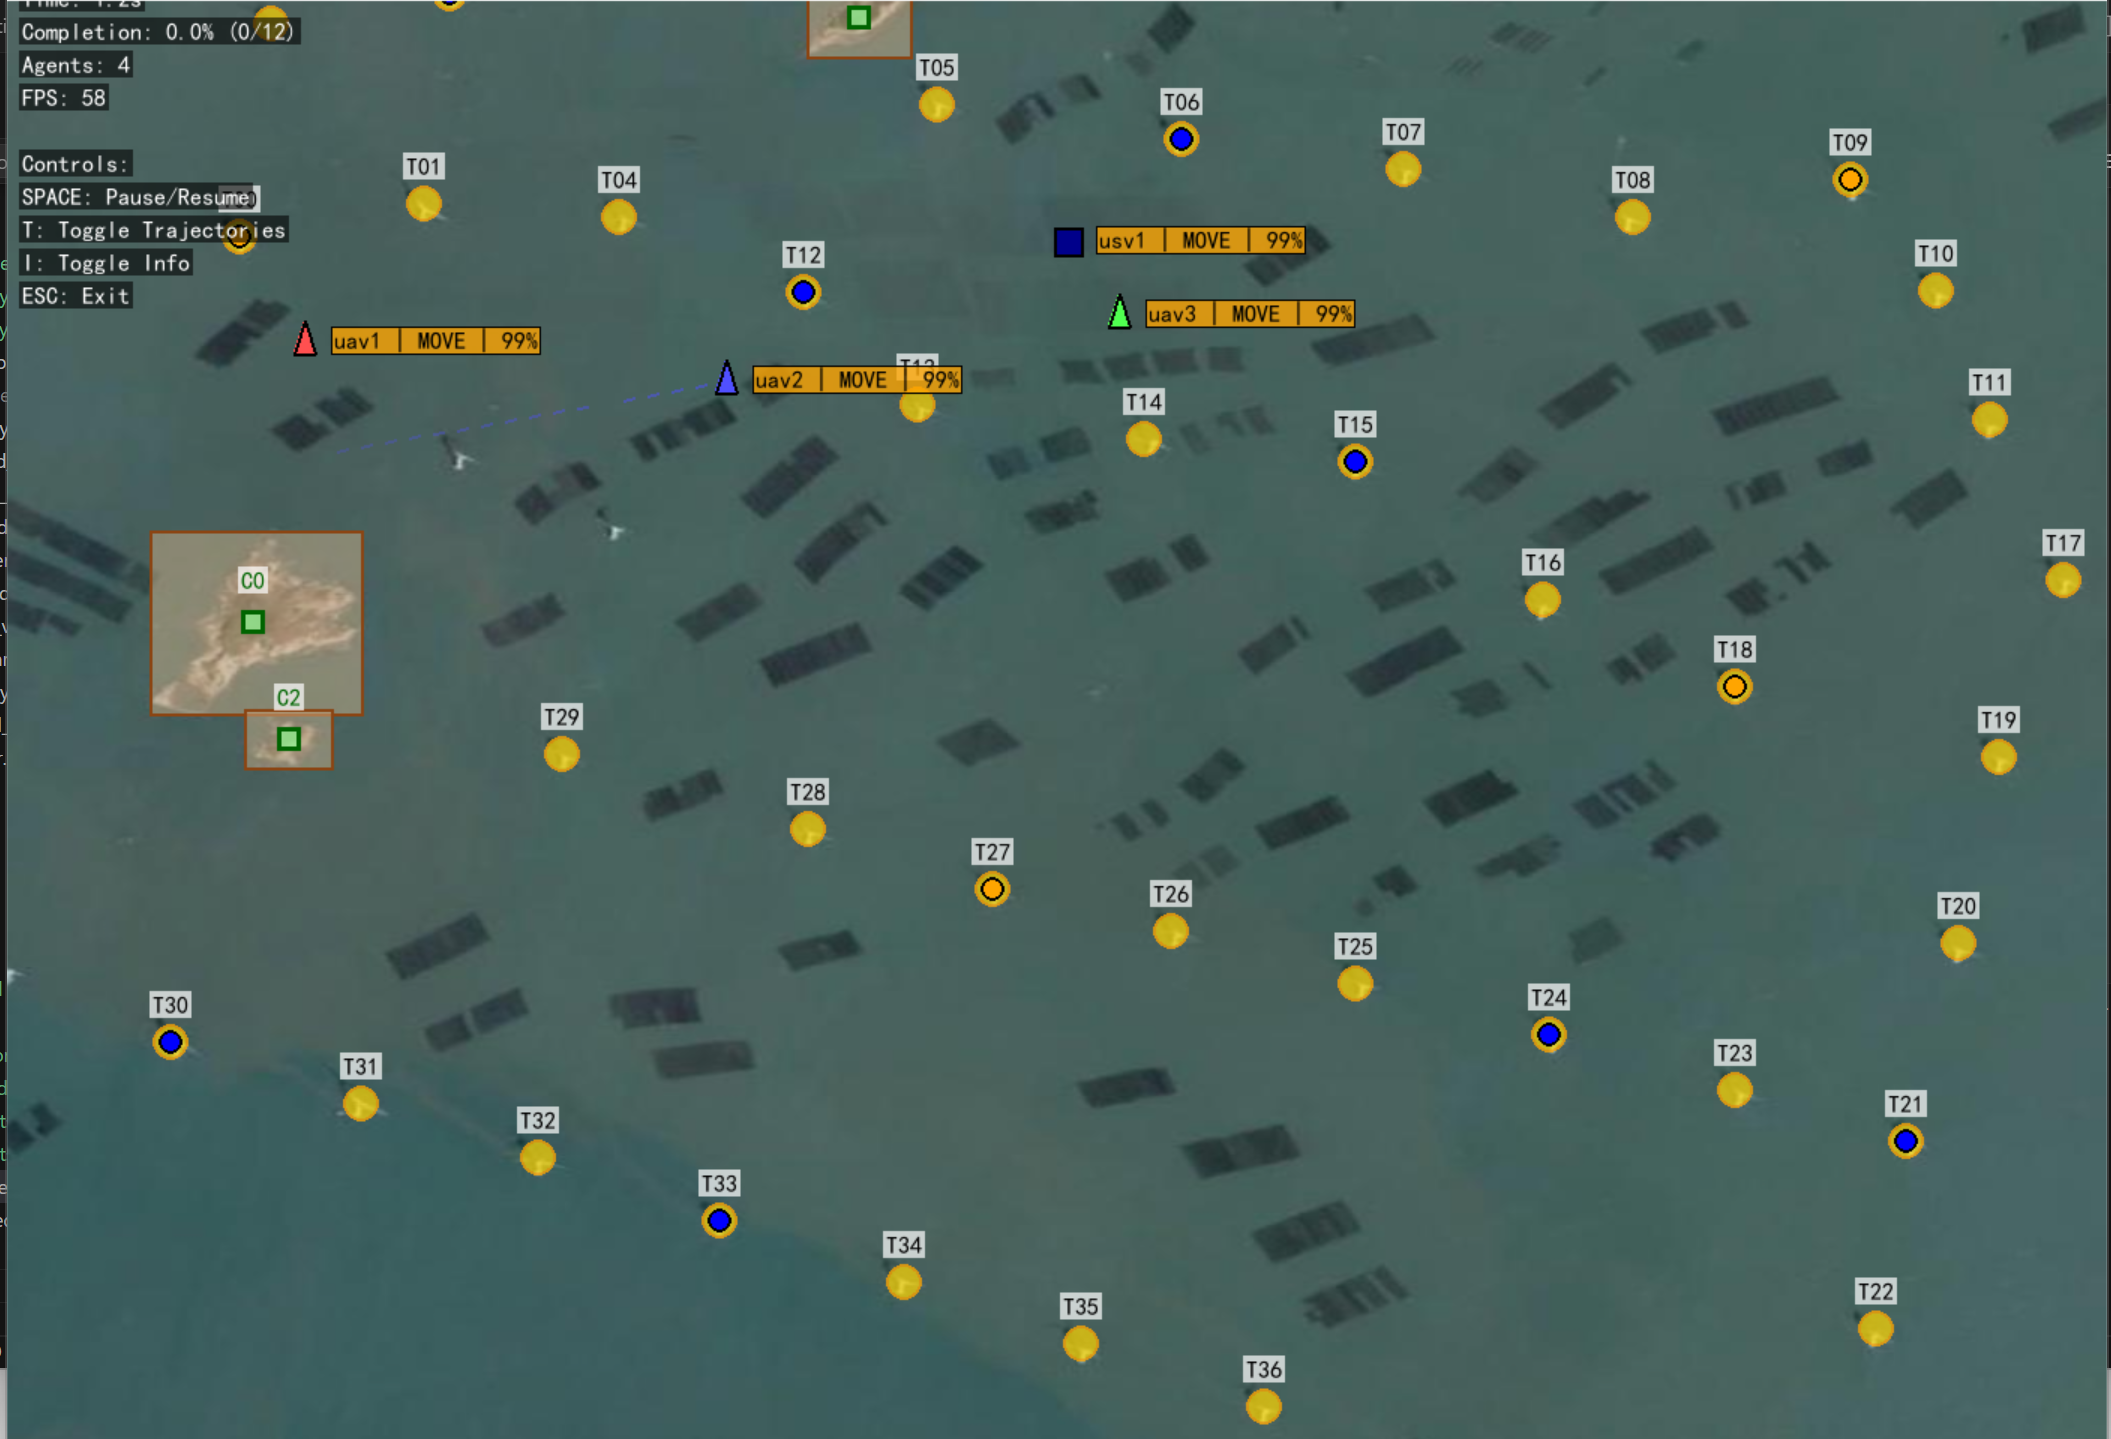 Completion: 0.0% (0/12)
Agents: 4
FPS: 58
Controls:
SPACE: Pause/Resume
T: Toggle Trajectories
I: Toggle Info
ESC: Exit
T05
T06
T07
T09
T01
T04
T08
T12
usv1 | MOVE | 99%
T10
uav3 | MOVE | 99%
uav1 | MOVE | 99%
uav2 | MOVE | 99%
T11
T14
T15
T17
T16
C0
T18
C2
T29
T19
T28
T27
T26
T20
T25
T24
T30
T23
T31
T21
T32
T33
T34
T22
T35
T36